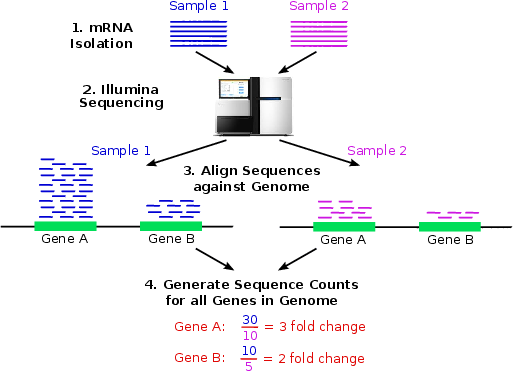 Sample 1
Sample 2
1. mRNA
Isolation
2. Illumina
Sequencing
Sample 1
Sample 2
3. Align Sequences
against Genome
Gene A
Gene B
Gene A
Gene B
4. Generate Sequence Counts
for all Genes in Genome
Gene A: 30/10 = 3 fold change
Gene B: 10/5 = 2 fold change